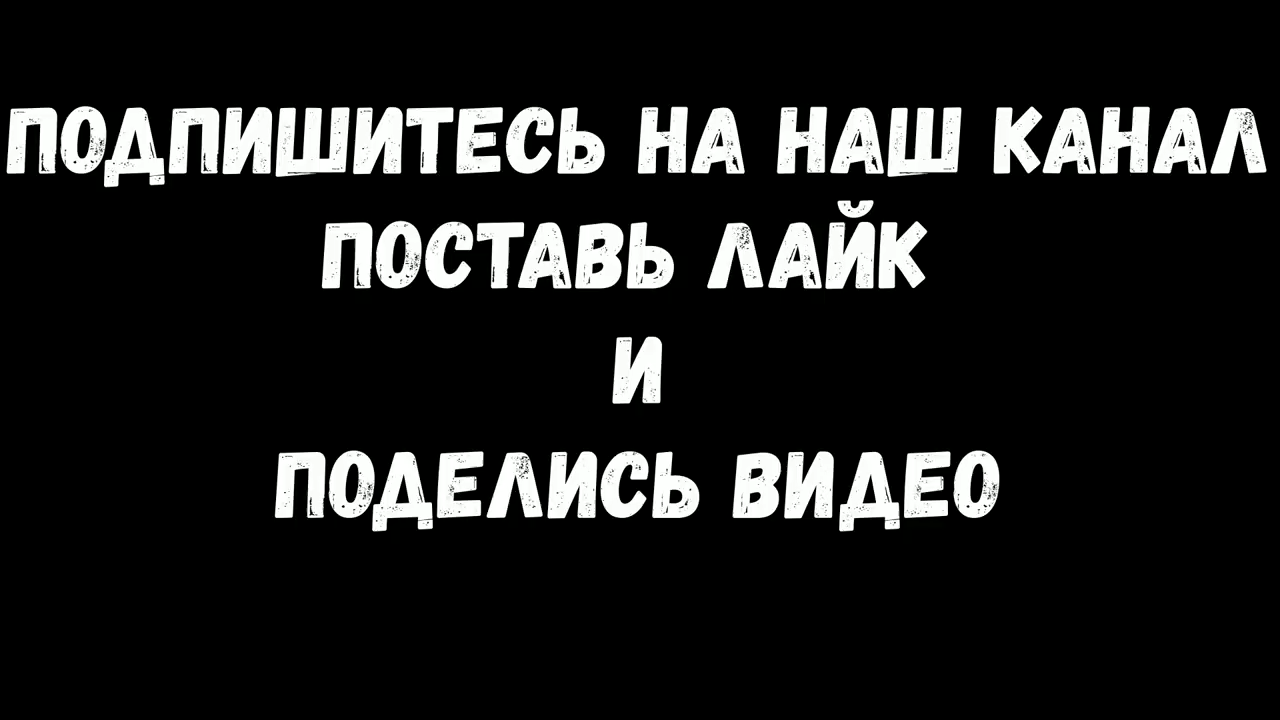 ПОДПИШИТЕСЬ НА НАШ КАНАЛ
ПОСТАВЬ ЛАЙК
И
ПОДЕЛИСЬ ВИДЕО